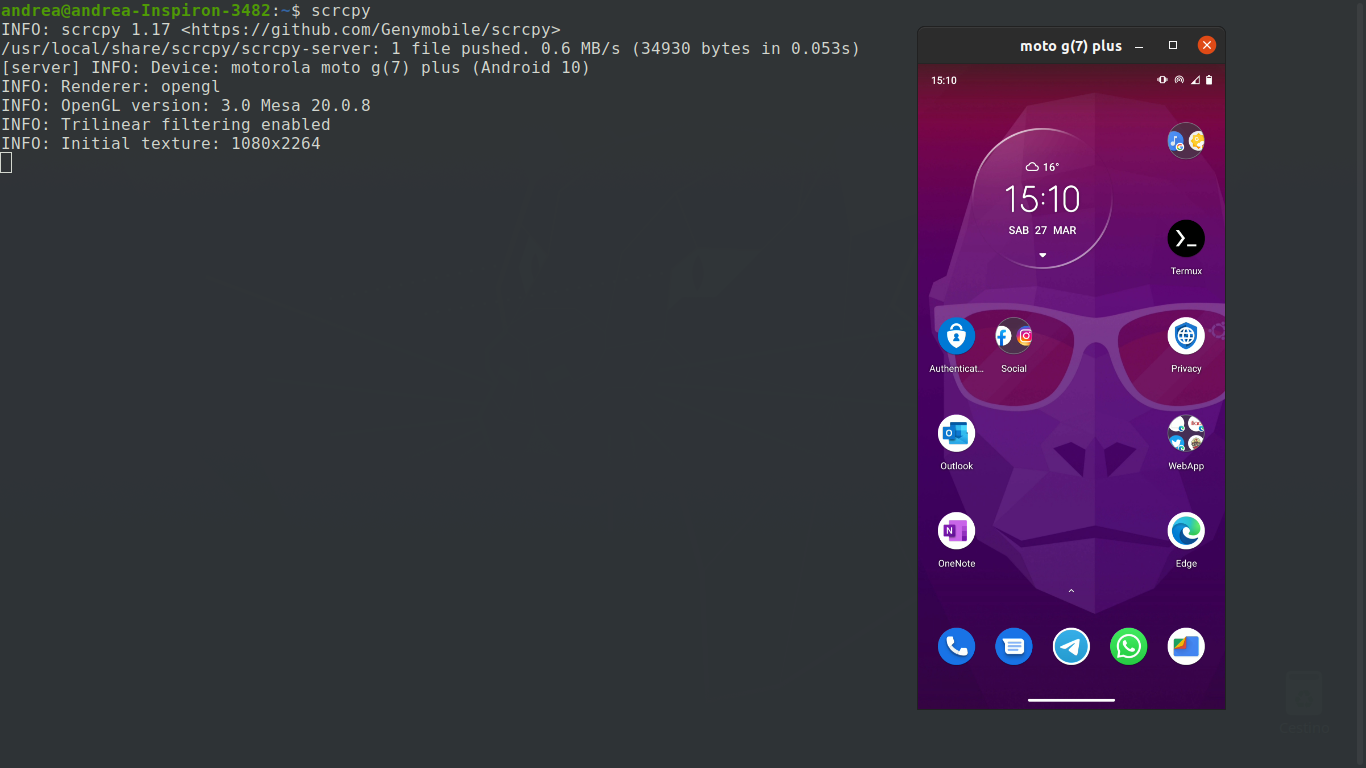 andrea@andrea-Inspiron-3482:~$ scrcpy
INFO: scrcpy 1.17 <https://github.com/Genymobile/scrcpy>
/usr/local/share/scrcpy/scrcpy-server: 1 file pushed. 0.6 MB/s (34930 bytes in 0.053s)
[server] INFO: Device: motorola moto g(7) plus (Android 10)
INFO: Renderer: opengl
INFO: OpenGL version: 3.0 Mesa 20.0.8
INFO: Trilinear filtering enabled
INFO: Initial texture: 1080x2264
moto g(7) plus
15:10
16°
15:10
SAB 27 MAR
Termux
Authenticat...
Social
Privacy
Outlook
WebApp
OneNote
Edge